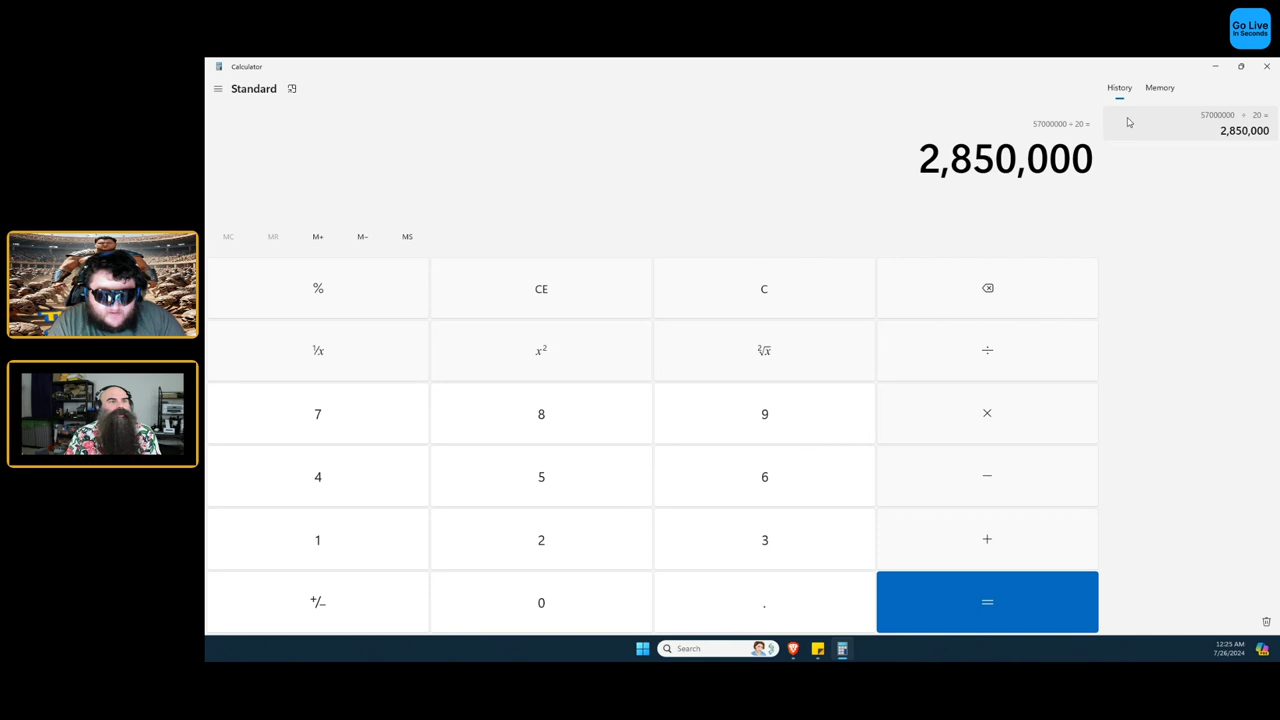 Go Live
In Seconds
Calculator
Standard
History
Memory
57000000 ÷ 20 =
2,850,000
57000000 ÷ 20 =
2,850,000
MC
MR
M+
M−
MS
%
CE
C
¹/x
x²
²√x
÷
7
8
9
×
4
5
6
−
1
2
3
+
+/−
0
.
=
Search
12:25 AM
7/26/2024